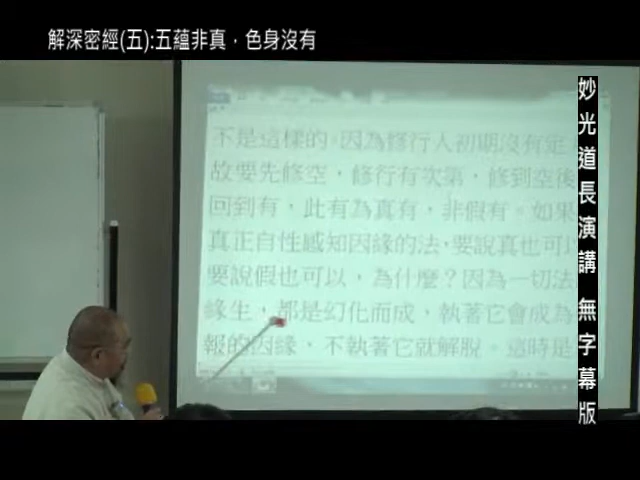 解深密經(五):五蘊非真，色身沒有
不是這樣的 因為修行人初期沒有定
故要先修空，修行有次第，修到空後
回到有，此有為真有，非假有。如果
真正自性感知因緣的法，要說真也可以
要說假也可以，為什麼？因為一切法
緣生，都是幻化而成，執著它會成為
報的因緣，不執著它就解脫。這時是
妙光道長演講 無字幕版